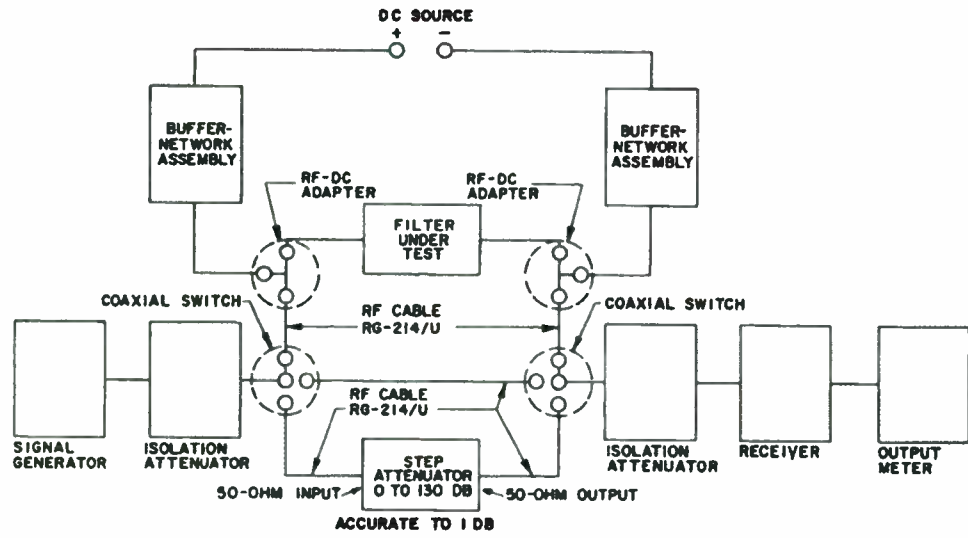 DC SOURCE
+ -
BUFFER-
NETWORK
ASSEMBLY
BUFFER-
NETWORK
ASSEMBLY
RF-DC
ADAPTER
RF-DC
ADAPTER
FILTER
UNDER
TEST
COAXIAL SWITCH
COAXIAL SWITCH
RF CABLE
RG-214/U
RF CABLE
RG-214/U
SIGNAL
GENERATOR
ISOLATION
ATTENUATOR
STEP
ATTENUATOR
0 TO 130 DB
50-OHM INPUT
50-OHM OUTPUT
ACCURATE TO 1 DB
ISOLATION
ATTENUATOR
RECEIVER
OUTPUT
METER